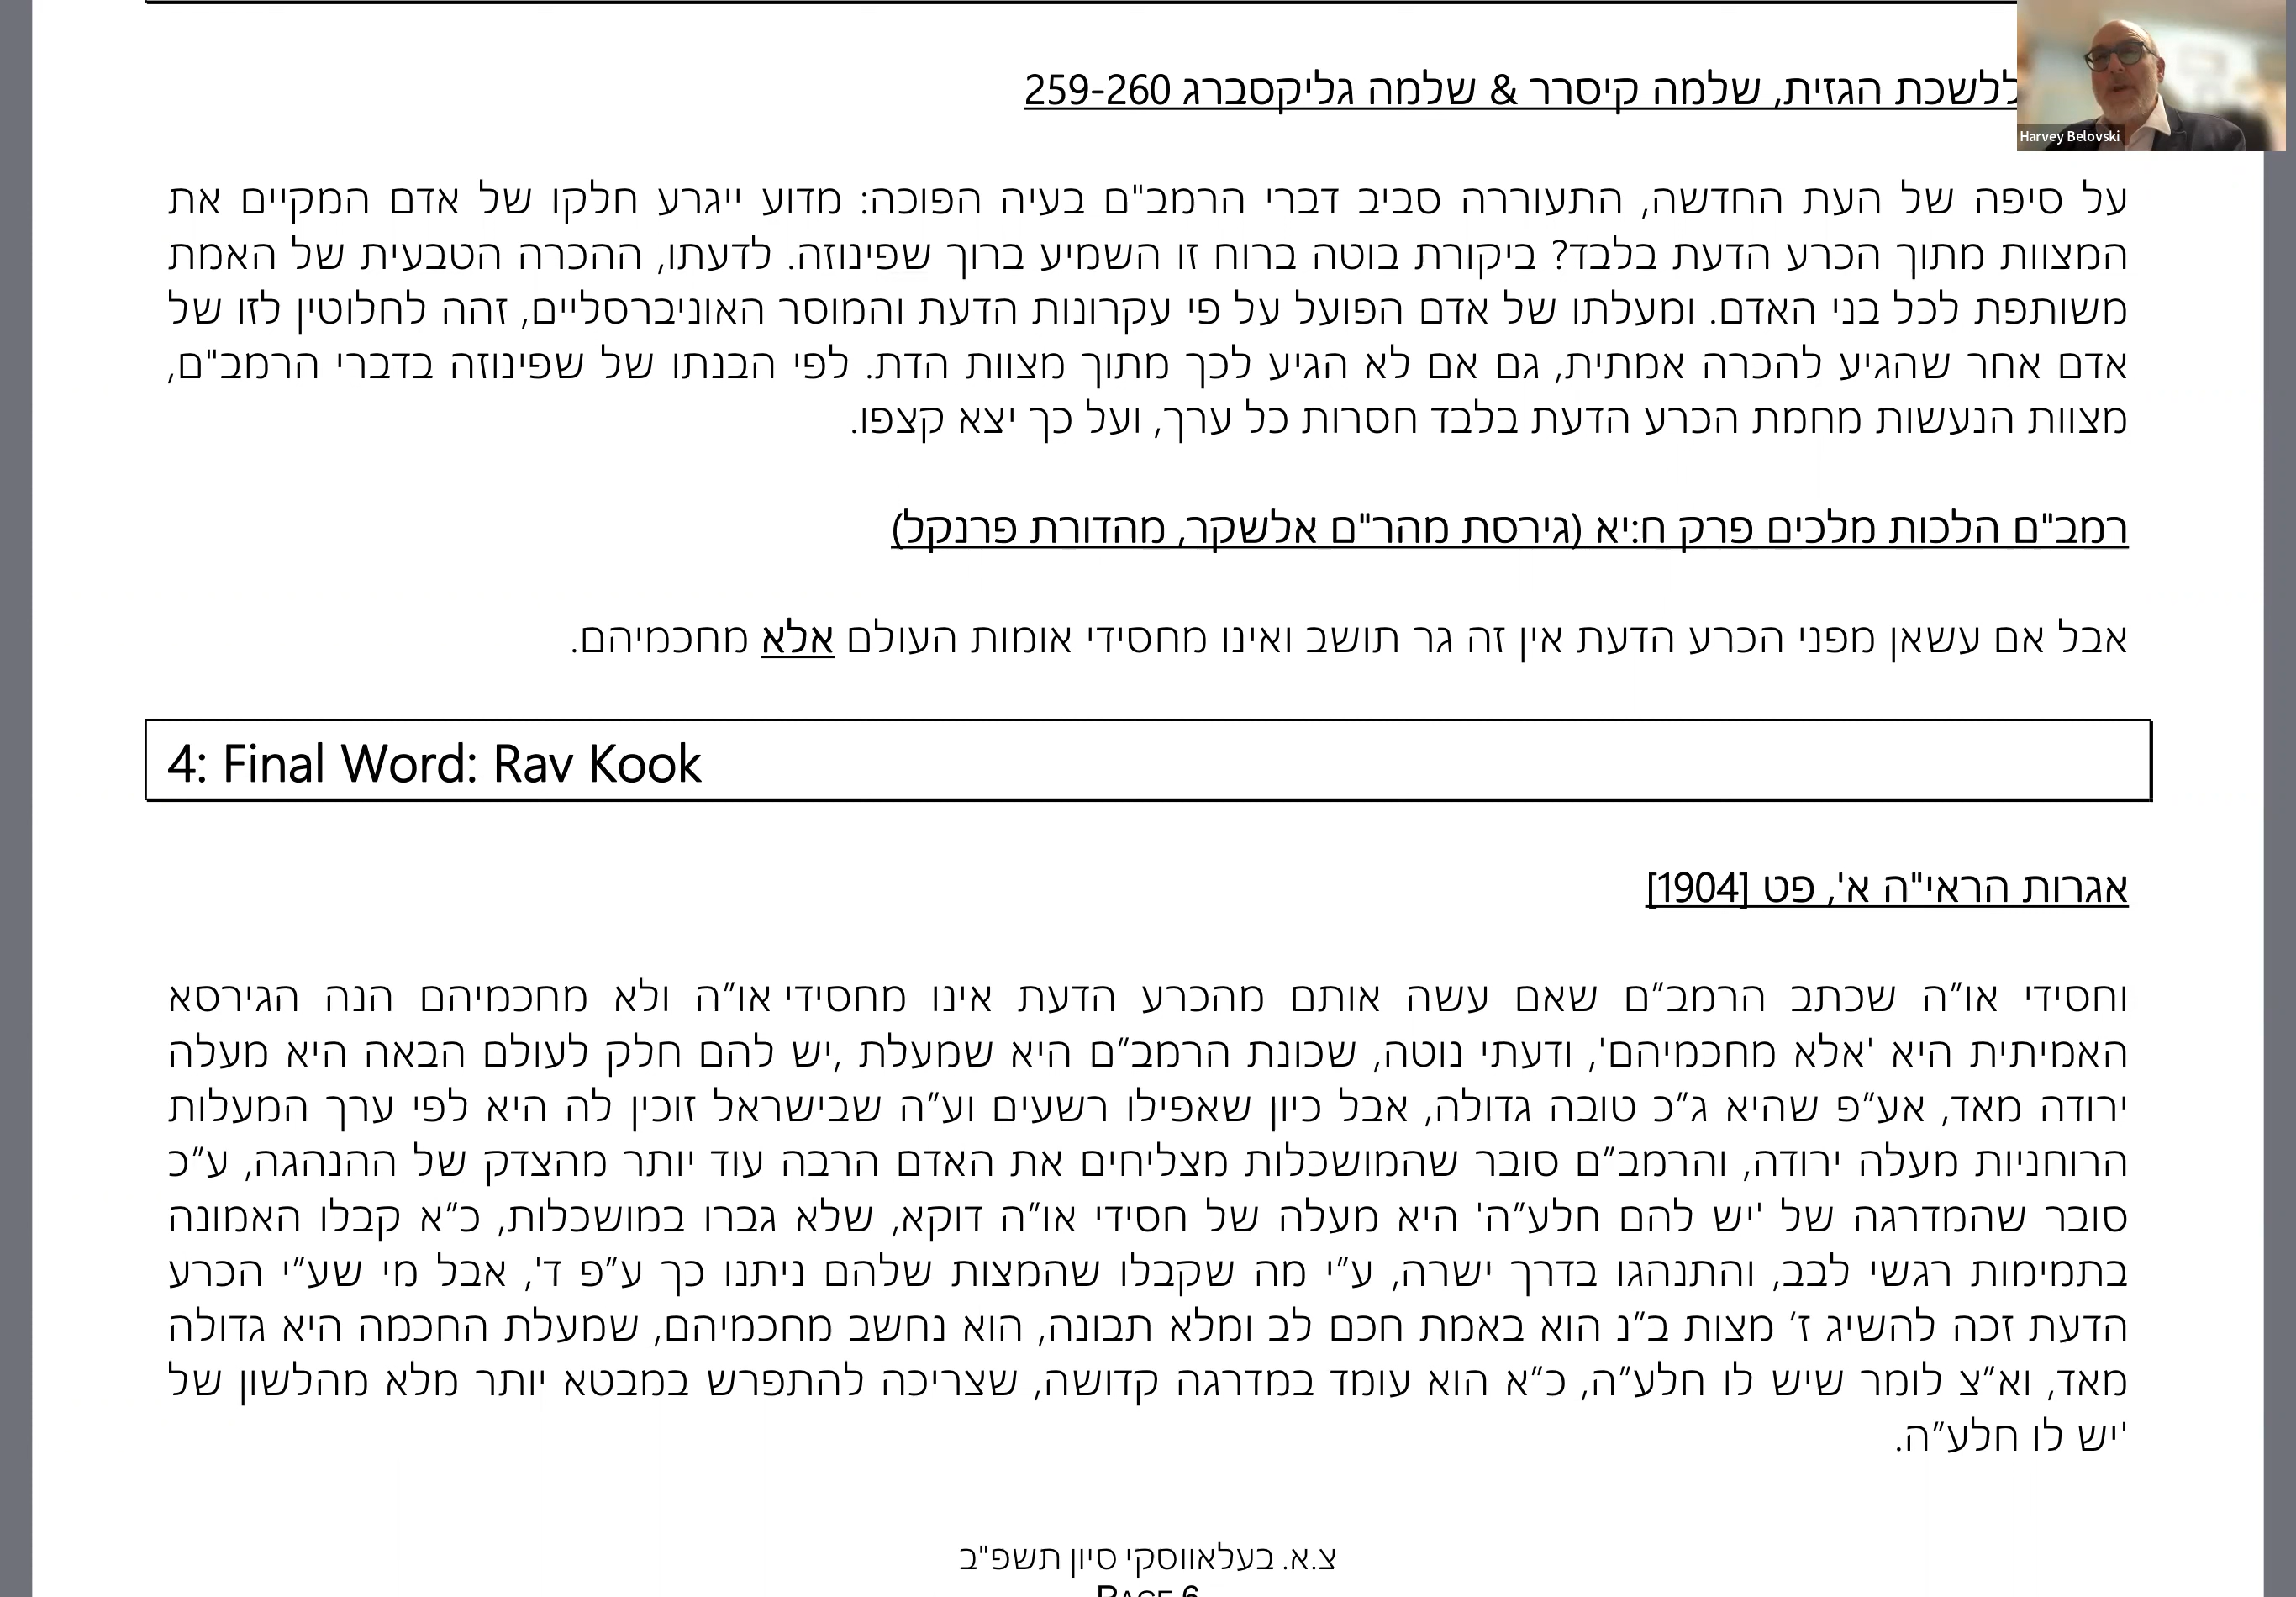 ללשכת הגזית, שלמה קיסרר & שלמה גליקסברג 259-260
Harvey Belovski
על סיפה של העת החדשה, התעוררה סביב דברי הרמב"ם בעיה הפוכה: מדוע ייגרע חלקו של אדם המקיים את
המצוות מתוך הכרע הדעת בלבד? ביקורת בוטה ברוח זו השמיע ברוך שפינוזה. לדעתו, ההכרה הטבעית של האמת
משותפת לכל בני האדם. ומעלתו של אדם הפועל על פי עקרונות הדעת והמוסר האוניברסליים, זהה לחלוטין לזו של
אדם אחר שהגיע להכרה אמתית, גם אם לא הגיע לכך מתוך מצוות הדת. לפי הבנתו של שפינוזה בדברי הרמב"ם,
מצוות הנעשות מחמת הכרע הדעת בלבד חסרות כל ערך, ועל כך יצא קצפו.
רמב"ם הלכות מלכים פרק ח:יא (גירסת מהר"ם אלשקר, מהדורת פרנקל)
אבל אם עשאן מפני הכרע הדעת אין זה גר תושב ואינו מחסידי אומות העולם אלא מחכמיהם.
4: Final Word: Rav Kook
אגרות הראי"ה א', פט [1904]
וחסידי או״ה שכתב הרמב״ם שאם עשה אותם מהכרע הדעת אינו מחסידי או״ה ולא מחכמיהם הנה הגירסא
האמיתית היא 'אלא מחכמיהם', ודעתי נוטה, שכונת הרמב״ם היא שמעלת ,יש להם חלק לעולם הבאה היא מעלה
ירודה מאד, אע״פ שהיא ג״כ טובה גדולה, אבל כיון שאפילו רשעים וע״ה שבישראל זוכין לה היא לפי ערך המעלות
הרוחניות מעלה ירודה, והרמב״ם סובר שהמושכלות מצליחים את האדם הרבה עוד יותר מהצדק של ההנהגה, ע״כ
סובר שהמדרגה של 'יש להם חלע״ה' היא מעלה של חסידי או״ה דוקא, שלא גברו במושכלות, כ״א קבלו האמונה
בתמימות רגשי לבב, והתנהגו בדרך ישרה, ע״י מה שקבלו שהמצות שלהם ניתנו כך ע״פ ד', אבל מי שע״י הכרע
הדעת זכה להשיג ז׳ מצות ב״נ הוא באמת חכם לב ומלא תבונה, הוא נחשב מחכמיהם, שמעלת החכמה היא גדולה
מאד, וא״צ לומר שיש לו חלע״ה, כ״א הוא עומד במדרגה קדושה, שצריכה להתפרש במבטא יותר מלא מהלשון של
'יש לו חלע״ה.
צ.א. בעלאווסקי סיון תשפ"ב
PAGE 6